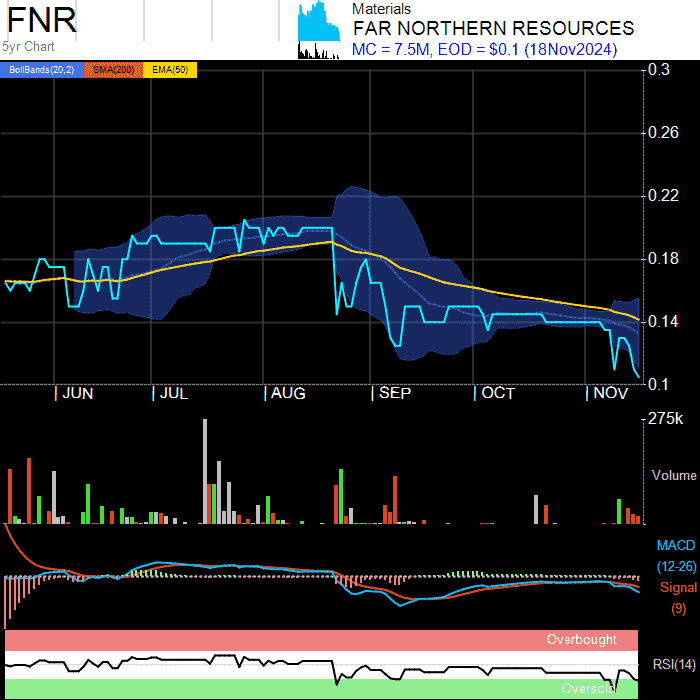 FNR
5yr Chart
Materials
FAR NORTHERN RESOURCES
MC = 7.5M, EOD = $0.1 (18Nov2024)
BollBands(20,2) SMA(200) EMA(50)
0.3
0.26
0.22
0.18
0.14
0.1
JUN JUL AUG SEP OCT NOV
275k
Volume
MACD
(12-26)
Signal
(9)
Overbought
RSI(14)
Oversold